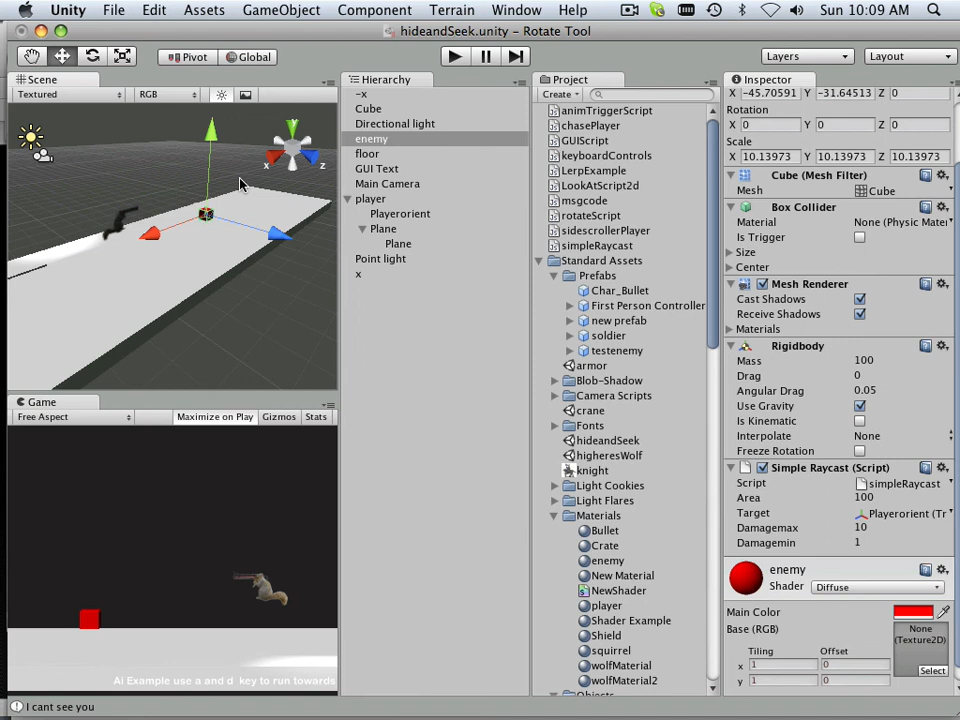 Unity File Edit Assets GameObject Component Terrain Window Help Sun 10:09 AM
hideandSeek.unity - Rotate Tool
Pivot Global Layers Layout
Scene
Textured RGB
y
x z
Hierarchy
-x
Cube
Directional light
enemy
floor
GUI Text
Main Camera
player
Playerorient
Plane
Plane
Point light
x
Project
Create
animTriggerScript
chasePlayer
GUIScript
keyboardControls
LerpExample
LookAtScript2d
msgcode
rotateScript
sidescrollerPlayer
simpleRaycast
Standard Assets
Prefabs
Char_Bullet
First Person Controller
new prefab
soldier
testenemy
armor
Blob-Shadow
Camera Scripts
crane
Fonts
hideandSeek
higheresWolf
knight
Light Cookies
Light Flares
Materials
Bullet
Crate
enemy
New Material
NewShader
player
Shader Example
Shield
squirrel
wolfMaterial
wolfMaterial2
Objects
Inspector
X -45.70591 Y -31.64513 Z 0
Rotation
X 0 Y 0 Z 0
Scale
X 10.13973 Y 10.13973 Z 10.13973
Cube (Mesh Filter)
Mesh Cube
Box Collider
Material None (Physic Mater
Is Trigger
Size
Center
Mesh Renderer
Cast Shadows
Receive Shadows
Materials
Rigidbody
Mass 100
Drag 0
Angular Drag 0.05
Use Gravity
Is Kinematic
Interpolate None
Freeze Rotation
Simple Raycast (Script)
Script simpleRaycast
Area 100
Target Playerorient (Tr
Damagemax 10
Damagemin 1
enemy
Shader Diffuse
Main Color
Base (RGB)
None
(Texture2D)
Tiling Offset
x 1 0
y 1 0
Select
Game
Free Aspect Maximize on Play Gizmos Stats
Ai Example use a and d key to run towards
I cant see you